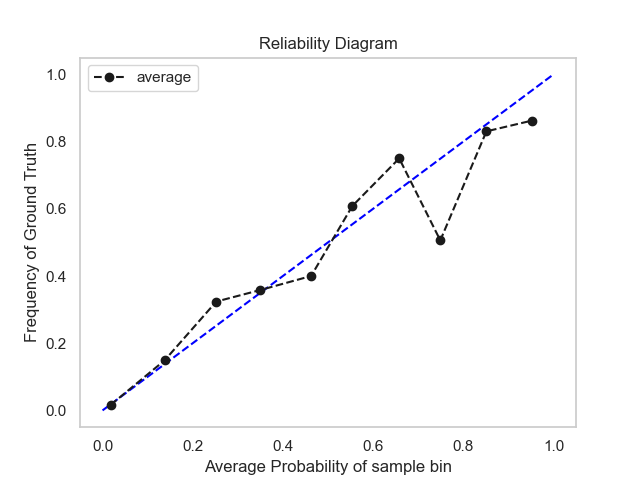 Reliability Diagram
average
Frequency of Ground Truth
1.0
0.8
0.6
0.4
0.2
0.0
0.0 0.2 0.4 0.6 0.8 1.0
Average Probability of sample bin